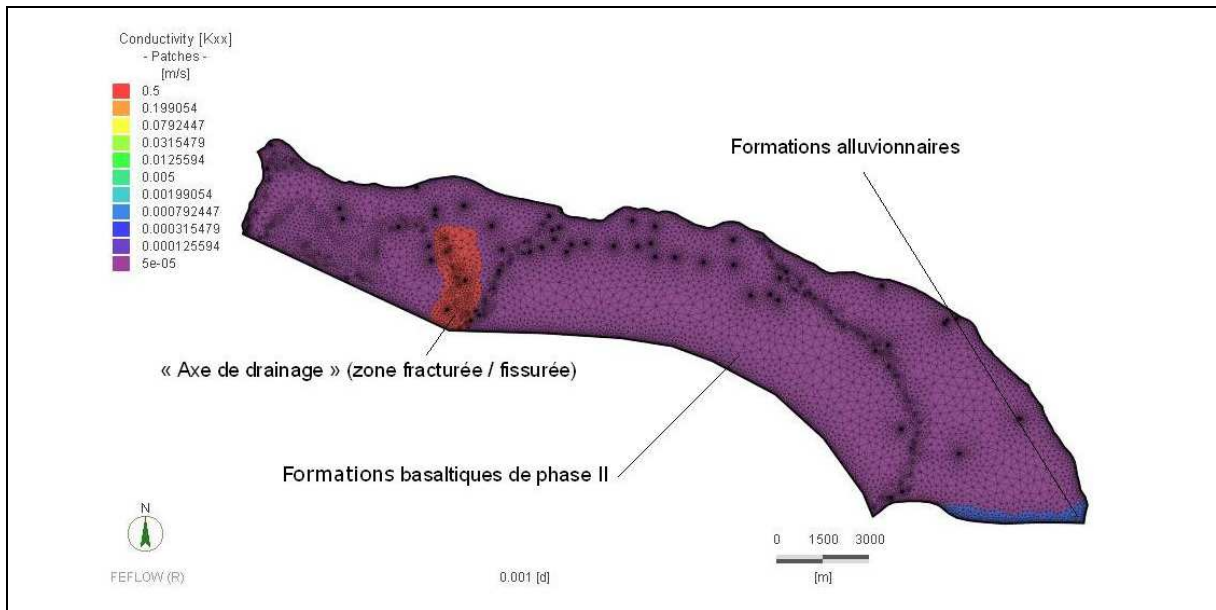 Conductivity [Kxx]
- Patches -
[m/s]
0.5
0.199054
0.0792447
0.0315479
0.0125594
0.005
0.00199054
0.000792447
0.000315479
0.000125594
5e-05
Formations alluvionnaires
« Axe de drainage » (zone fracturée / fissurée)
Formations basaltiques de phase II
N
FEFLOW (R)
0.001 [d]
0 1500 3000
[m]